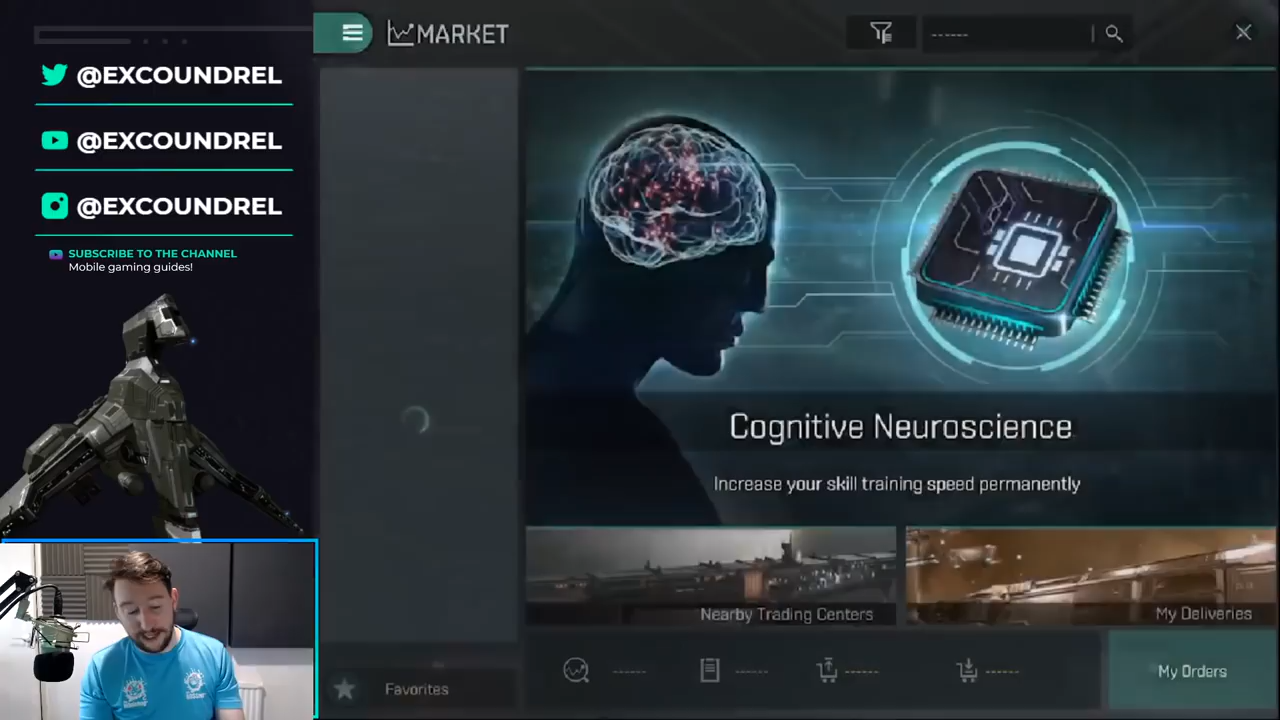 @EXCOUNDREL
@EXCOUNDREL
@EXCOUNDREL
SUBSCRIBE TO THE CHANNEL
Mobile gaming guides!
MARKET
------
Cognitive Neuroscience
Increase your skill training speed permanently
Nearby Trading Centers
My Deliveries
Favorites
------
------
------
------
My Orders